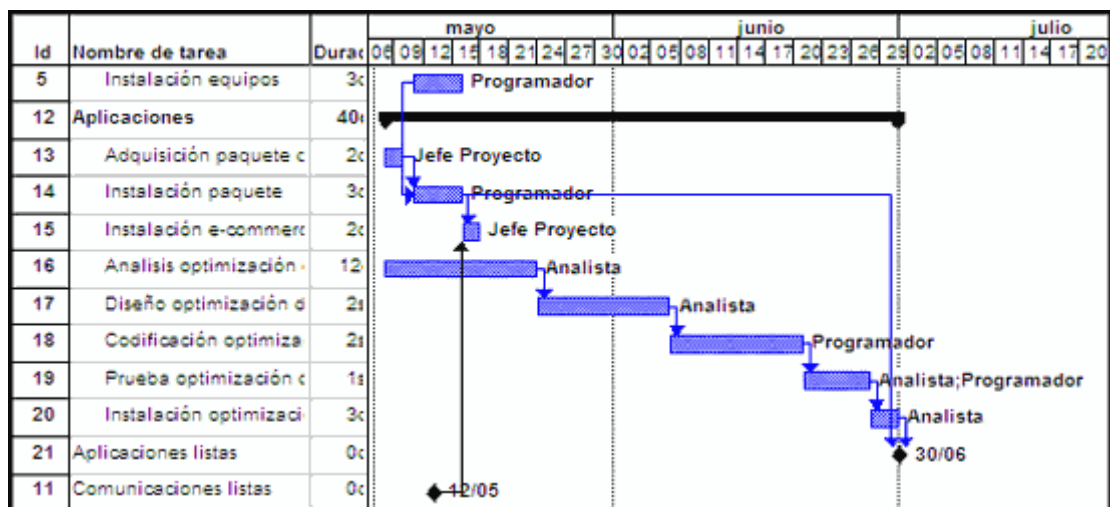 mayo junio julio
Id Nombre de tarea Durac 06 09 12 15 18 21 24 27 30 02 05 08 11 14 17 20 23 26 29 02 05 08 11 14 17 20
5 Instalación equipos 3d Programador
12 Aplicaciones 40d
13 Adquisición paquete c 2d Jefe Proyecto
14 Instalación paquete 3d Programador
15 Instalación e-commerc 2d Jefe Proyecto
16 Analisis optimización 12 Analista
17 Diseño optimización d 2s Analista
18 Codificación optimiza 2s Programador
19 Prueba optimización c 1s Analista;Programador
20 Instalación optimizaci 3d Analista
21 Aplicaciones listas 0d 30/06
11 Comunicaciones listas 0d 12/05